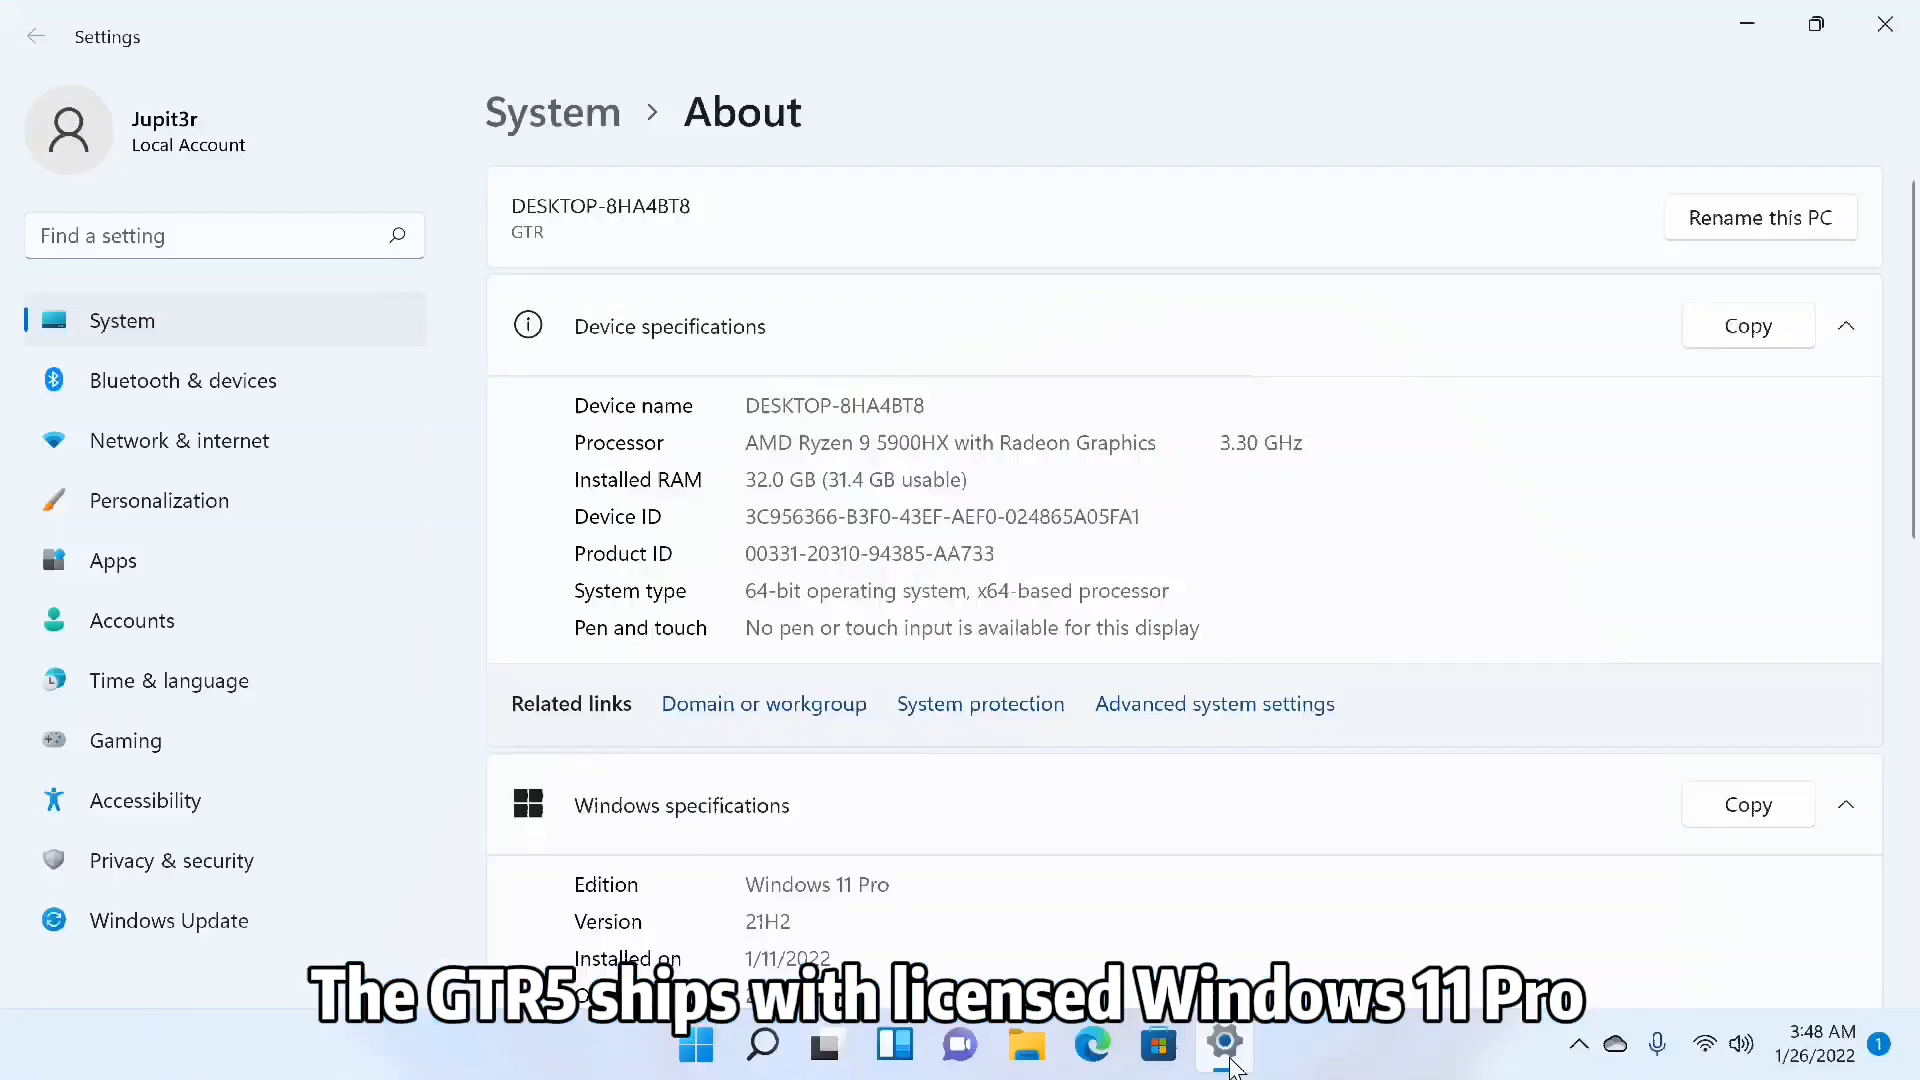 Settings
Jupit3r
Local Account
Find a setting
System
Bluetooth & devices
Network & internet
Personalization
Apps
Accounts
Time & language
Gaming
Accessibility
Privacy & security
Windows Update
System > About
DESKTOP-8HA4BT8
GTR
Rename this PC
Device specifications
Copy
Device name DESKTOP-8HA4BT8
Processor AMD Ryzen 9 5900HX with Radeon Graphics 3.30 GHz
Installed RAM 32.0 GB (31.4 GB usable)
Device ID 3C956366-B3F0-43EF-AEF0-024865A05FA1
Product ID 00331-20310-94385-AA733
System type 64-bit operating system, x64-based processor
Pen and touch No pen or touch input is available for this display
Related links Domain or workgroup System protection Advanced system settings
Windows specifications
Copy
Edition Windows 11 Pro
Version 21H2
Installed on 1/11/2022
The GTR5 ships with licensed Windows 11 Pro
3:48 AM
1/26/2022
1